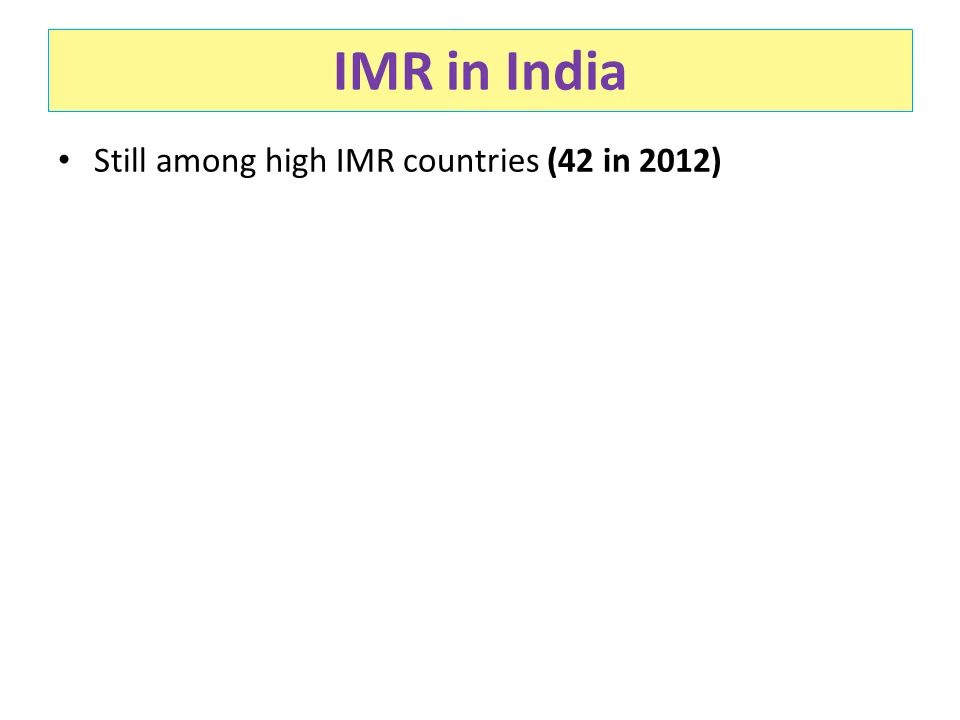 IMR in India
• Still among high IMR countries (42 in 2012)